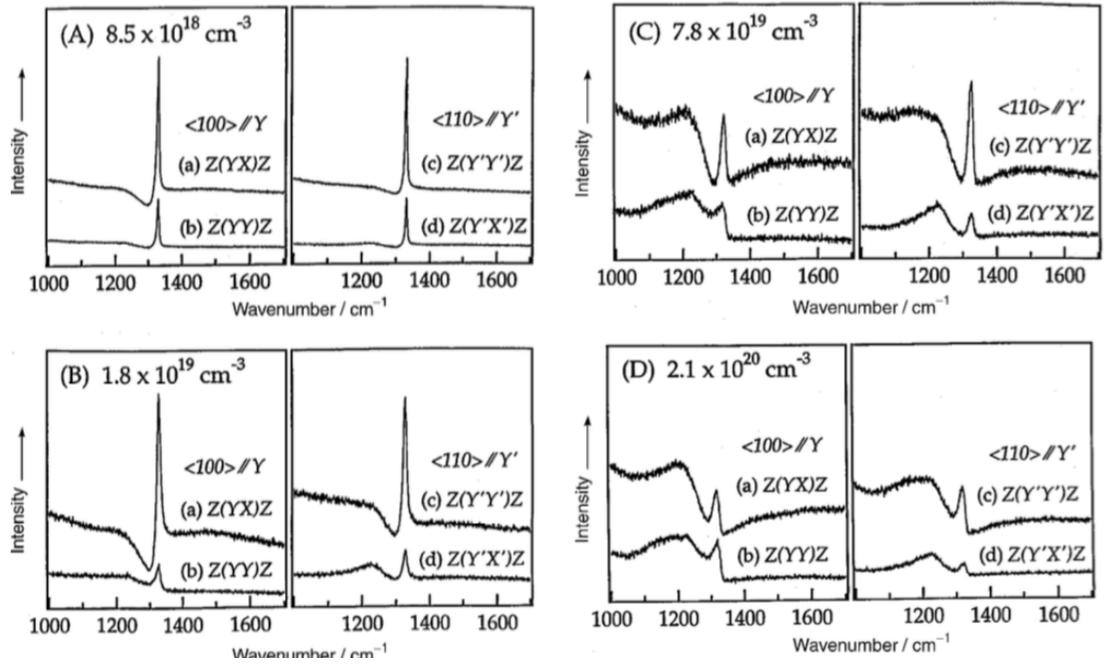 (A) 8.5 x 10^18 cm^-3
<100>//Y
(a) Z(YX)Z
(b) Z(YY)Z
<110>//Y'
(c) Z(Y'Y')Z
(d) Z(Y'X')Z
Intensity →
1000 1200 1400 1600 1200 1400 1600
Wavenumber / cm^-1
(B) 1.8 x 10^19 cm^-3
<100>//Y
(a) Z(YX)Z
(b) Z(YY)Z
<110>//Y'
(c) Z(Y'Y')Z
(d) Z(Y'X')Z
Intensity →
1000 1200 1400 1600 1200 1400 1600
Wavenumber / cm^-1
(C) 7.8 x 10^19 cm^-3
<100>//Y
(a) Z(YX)Z
(b) Z(YY)Z
<110>//Y'
(c) Z(Y'Y')Z
(d) Z(Y'X')Z
Intensity →
1000 1200 1400 1600 1200 1400 1600
Wavenumber / cm^-1
(D) 2.1 x 10^20 cm^-3
<100>//Y
(a) Z(YX)Z
(b) Z(YY)Z
<110>//Y'
(c) Z(Y'Y')Z
(d) Z(Y'X')Z
Intensity →
1000 1200 1400 1600 1200 1400 1600
Wavenumber / cm^-1